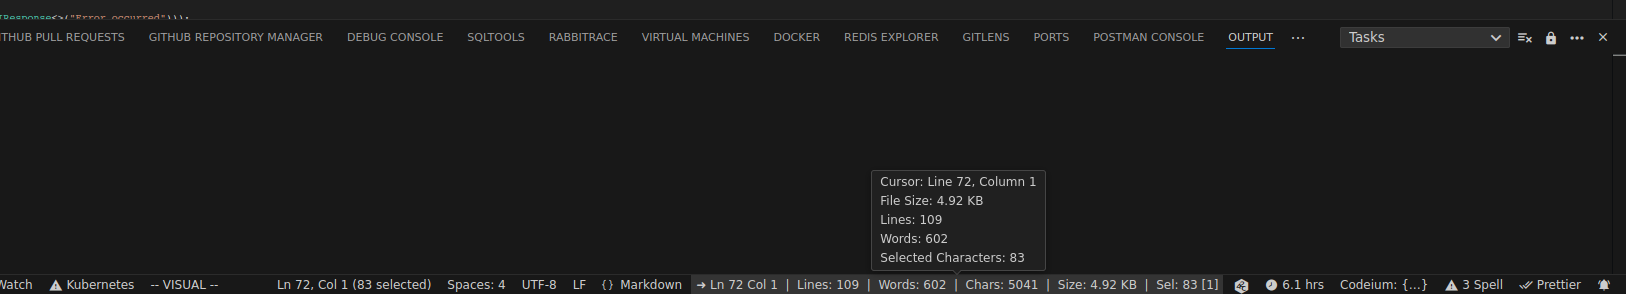 Response<>("Error occurred")));
ITHUB PULL REQUESTS GITHUB REPOSITORY MANAGER DEBUG CONSOLE SQLTOOLS RABBITRACE VIRTUAL MACHINES DOCKER REDIS EXPLORER GITLENS PORTS POSTMAN CONSOLE OUTPUT ··· Tasks
Cursor: Line 72, Column 1
File Size: 4.92 KB
Lines: 109
Words: 602
Selected Characters: 83
Watch Kubernetes -- VISUAL -- Ln 72, Col 1 (83 selected) Spaces: 4 UTF-8 LF {} Markdown ➜ Ln 72 Col 1 | Lines: 109 | Words: 602 | Chars: 5041 | Size: 4.92 KB | Sel: 83 [1] 6.1 hrs Codeium: {...} 3 Spell Prettier